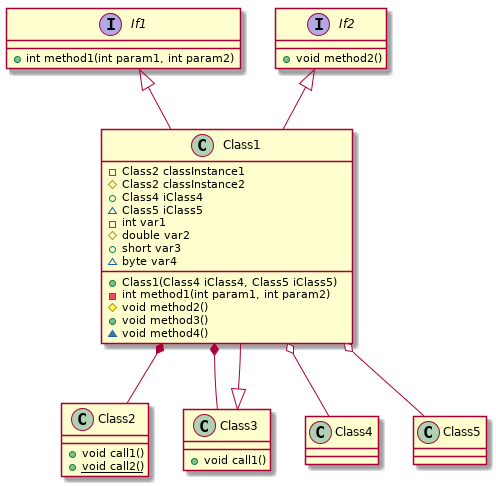 I If1
int method1(int param1, int param2)
I If2
void method2()
C Class1
Class2 classInstance1
Class2 classInstance2
Class4 iClass4
Class5 iClass5
int var1
double var2
short var3
byte var4
Class1(Class4 iClass4, Class5 iClass5)
int method1(int param1, int param2)
void method2()
void method3()
void method4()
C Class2
void call1()
void call2()
C Class3
void call1()
C Class4
C Class5